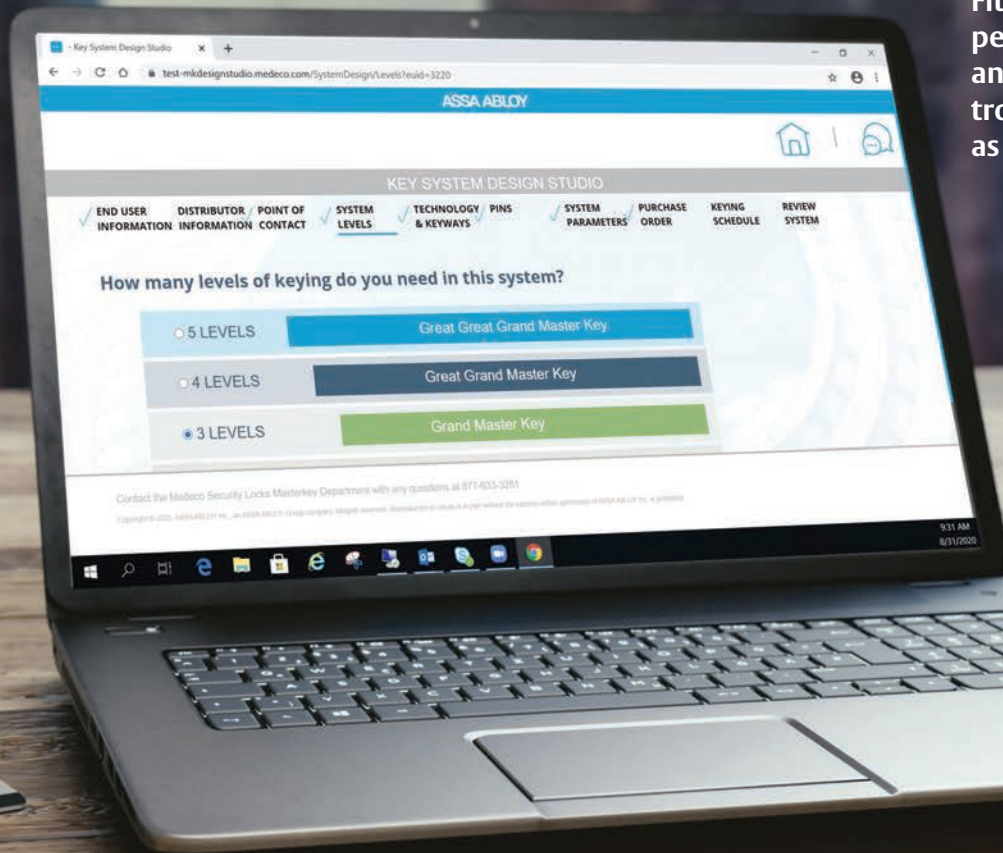 - Key System Design Studio
test-mkdesignstudio.medeco.com/SystemDesign/Levels?euid=3220
ASSA ABLOY
KEY SYSTEM DESIGN STUDIO
END USER INFORMATION
DISTRIBUTOR INFORMATION
POINT OF CONTACT
SYSTEM LEVELS
TECHNOLOGY & KEYWAYS
PINS
SYSTEM PARAMETERS
PURCHASE ORDER
KEYING SCHEDULE
REVIEW SYSTEM
How many levels of keying do you need in this system?
5 LEVELS
Great Great Grand Master Key
4 LEVELS
Great Grand Master Key
3 LEVELS
Grand Master Key
Contact the Medeco Security Locks Masterkey Department with any questions at 877-633-3261
9:31 AM
8/31/2020
pe
an
tro
as